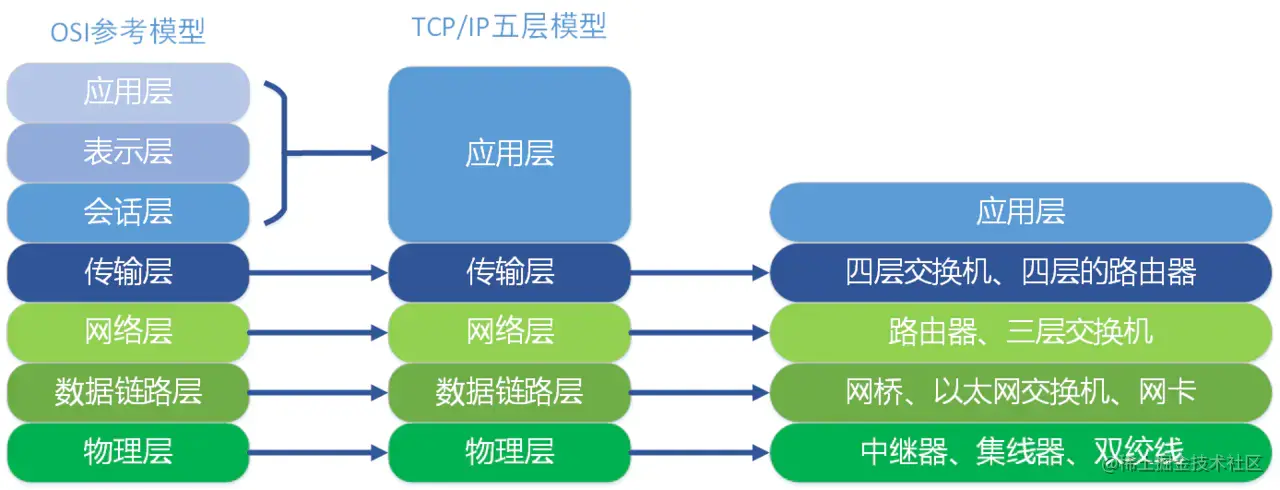 OSI参考模型
TCP/IP五层模型
应用层
表示层
会话层
传输层
网络层
数据链路层
物理层
应用层
传输层
网络层
数据链路层
物理层
应用层
四层交换机、四层的路由器
路由器、三层交换机
网桥、以太网交换机、网卡
中继器、集线器、双绞线
@稀土掘金技术社区